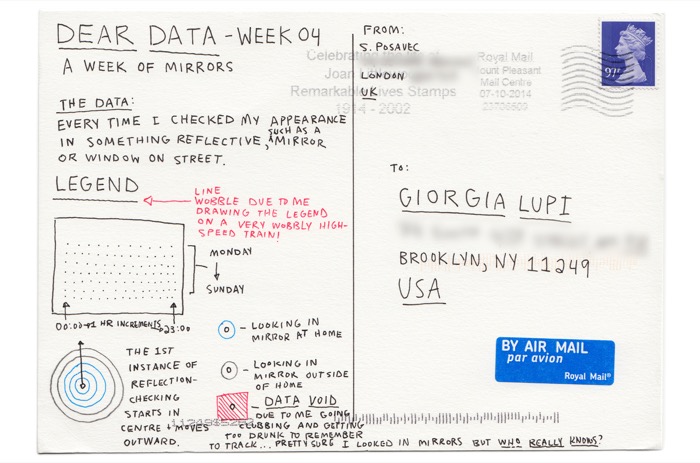 DEAR DATA - WEEK 04
A WEEK OF MIRRORS
THE DATA:
EVERY TIME I CHECKED MY APPEARANCE
IN SOMETHING REFLECTIVE, SUCH AS A MIRROR
OR WINDOW ON STREET.
LEGEND
LINE
WOBBLE DUE TO ME
DRAWING THE LEGEND
ON A VERY WOBBLY HIGH-
SPEED TRAIN!
MONDAY
SUNDAY
00:00 → 1 HR INCREMENTS → 23:00
THE 1ST
INSTANCE OF
REFLECTION-
CHECKING
STARTS IN
CENTRE + MOVES
OUTWARD.
- LOOKING IN
MIRROR AT HOME
- LOOKING IN
MIRROR OUTSIDE
OF HOME
- DATA VOID
DUE TO ME GOING
CLUBBING AND GETTING
TOO DRUNK TO REMEMBER
TO TRACK... PRETTY SURE I LOOKED IN MIRRORS BUT WHO REALLY KNOWS?
FROM:
S. POSAVEC
LONDON
UK
Celebrating
Joan
Remarkable Lives Stamps
1914 - 2002
Royal Mail
Mount Pleasant
Mail Centre
07-10-2014
TO:
GIORGIA LUPI
BROOKLYN, NY 11249
USA
BY AIR MAIL
par avion
Royal Mail®